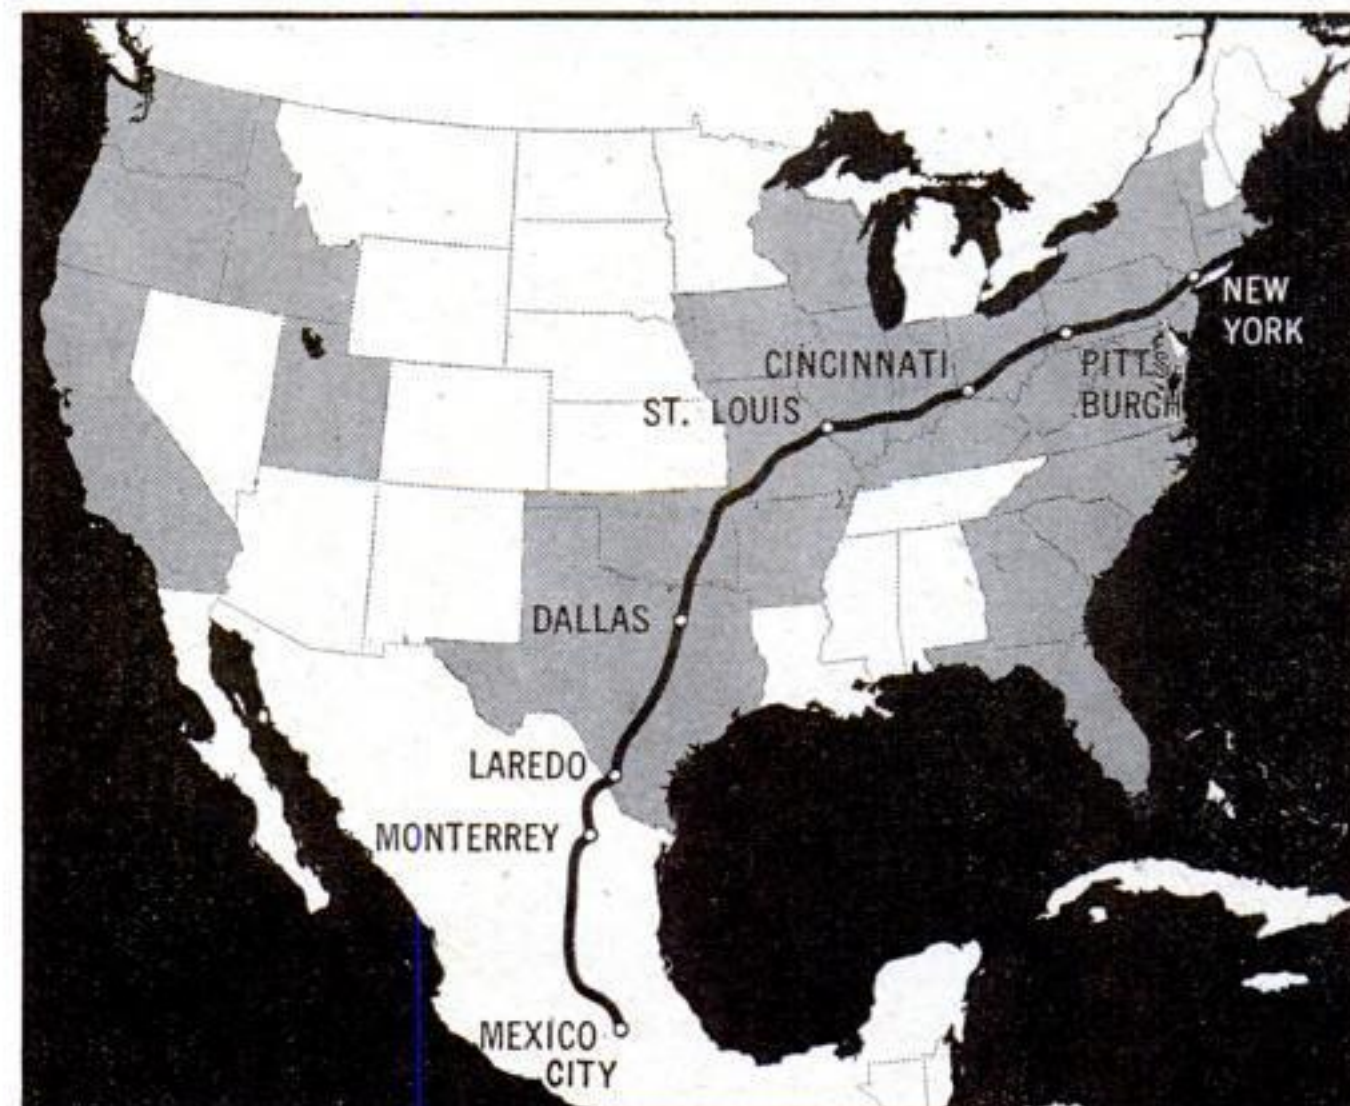 NEW
YORK
CINCINNATI
PITTS
BURGH
ST. LOUIS
DALLAS
LAREDO
MONTERREY
MEXICO
CITY